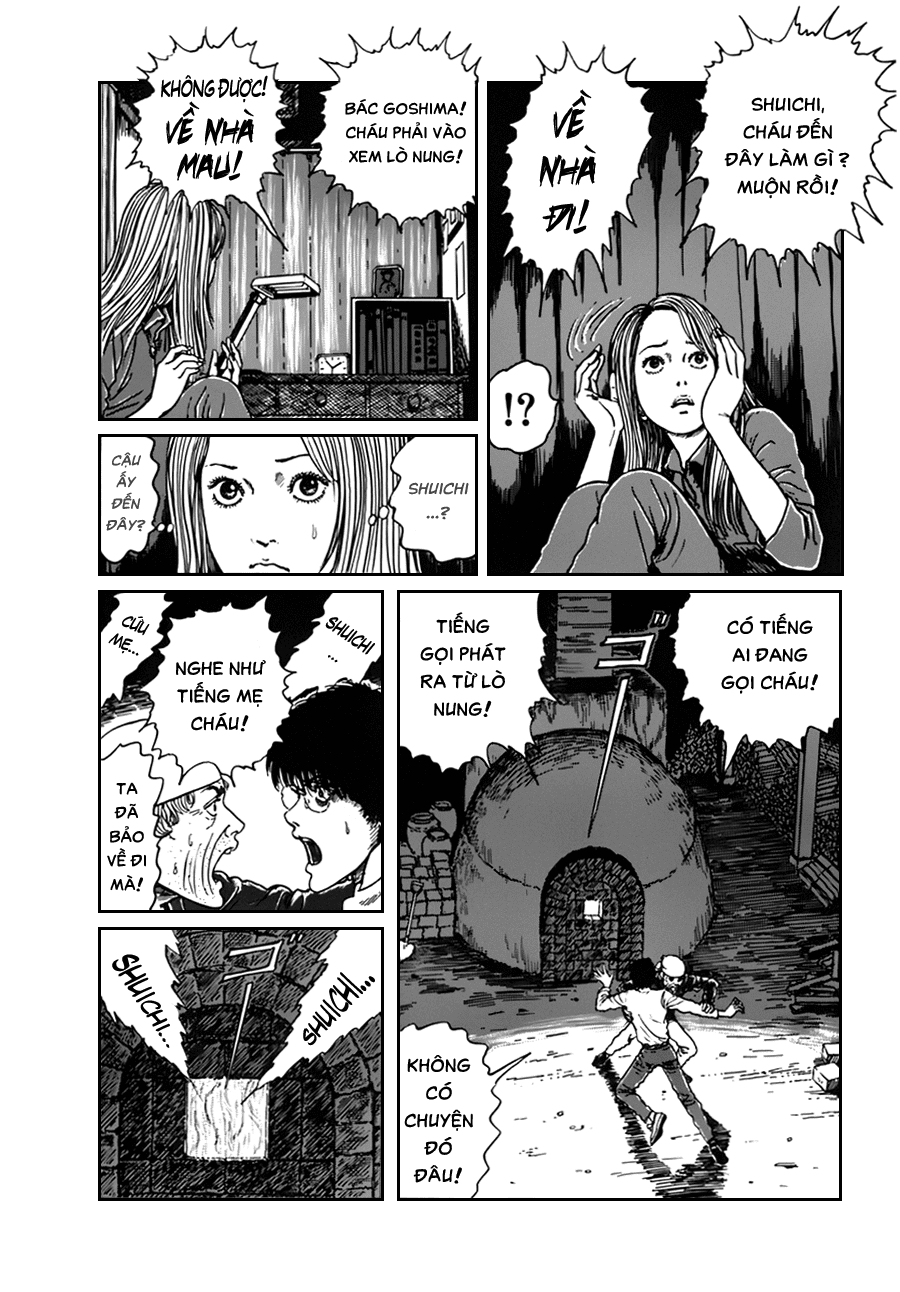 SHUICHI,
CHÁU ĐẾN
ĐÂY LÀM GÌ ?
MUỘN RỒI!
VỀ
NHÀ
ĐI!
!?
BÁC GOSHIMA!
CHÁU PHẢI VÀO
XEM LÒ NUNG!
KHÔNG ĐƯỢC!
VỀ NHÀ
MAU!
SHUICHI
...?
CẬU
ẤY
ĐẾN
ĐÂY?
CÓ TIẾNG
AI ĐANG
GỌI CHÁU!
TIẾNG
GỌI PHÁT
RA TỪ LÒ
NUNG!
ゴ
KHÔNG
CÓ
CHUYỆN
ĐÓ
ĐÂU!
SHUICHI
...
NGHE NHƯ
TIẾNG MẸ
CHÁU!
CỨU
MẸ...
TA
ĐÃ
BẢO
VỀ ĐI
MÀ!
ゴ
SHUICHI...
SHUICHI...